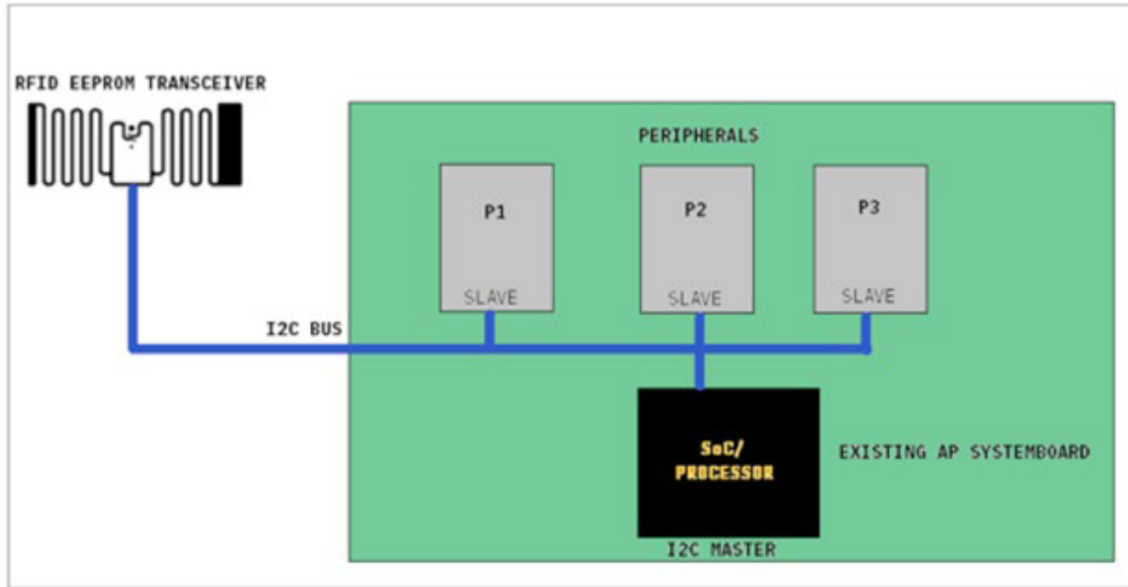 RFID EEPROM TRANSCEIVER
PERIPHERALS
P1
P2
P3
SLAVE
SLAVE
SLAVE
I2C BUS
SoC/
PROCESSOR
EXISTING AP SYSTEMBOARD
I2C MASTER